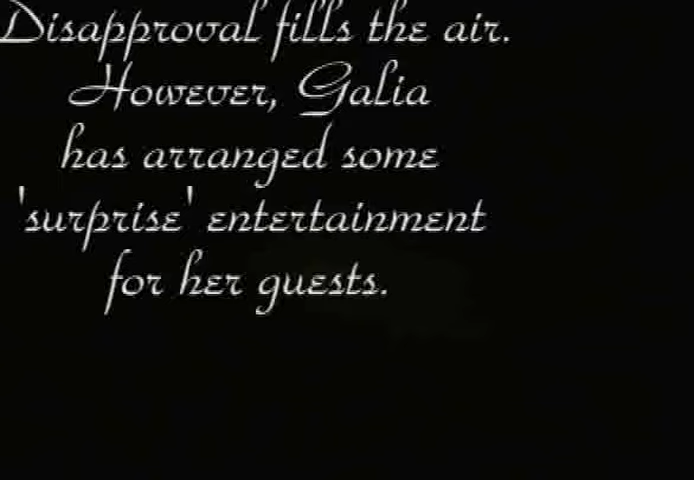 Disapproval fills the air.
However, Galia
has arranged some
'surprise' entertainment
for her guests.